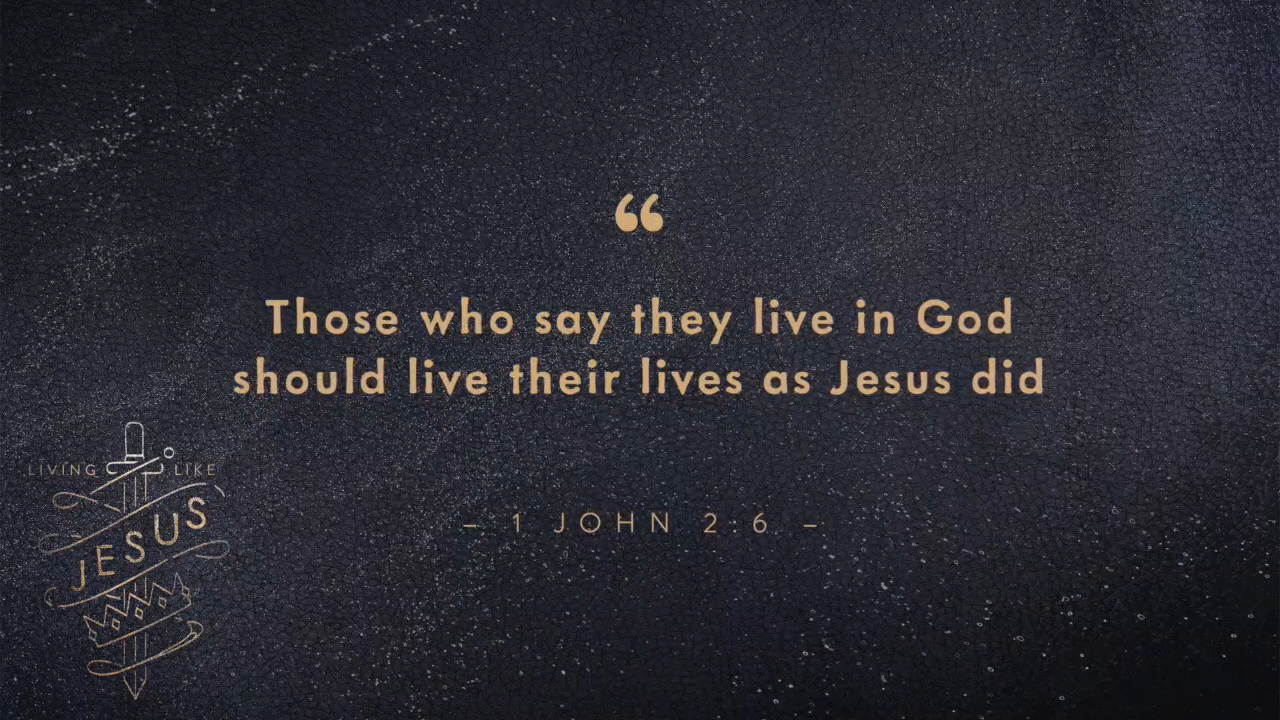 “
Those who say they live in God
should live their lives as Jesus did
– 1 JOHN 2:6 –
LIVING LIKE
JESUS